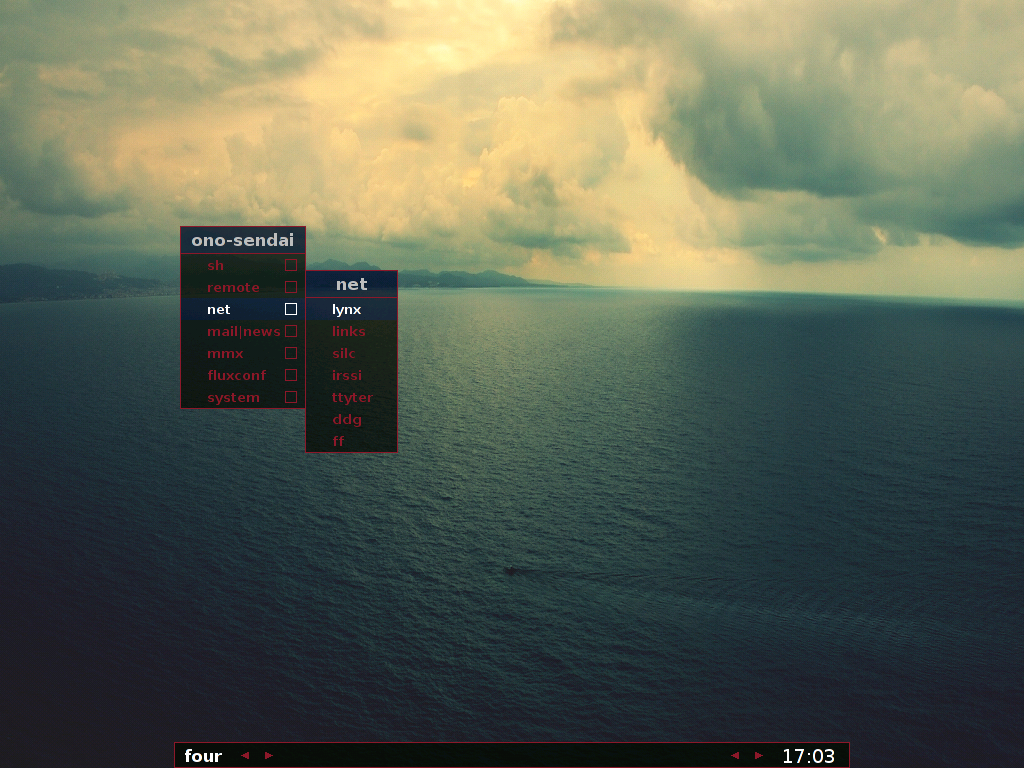 ono-sendai
sh
remote
net
mail|news
mmx
fluxconf
system
net
lynx
links
silc
irssi
ttyter
ddg
ff
four
17:03